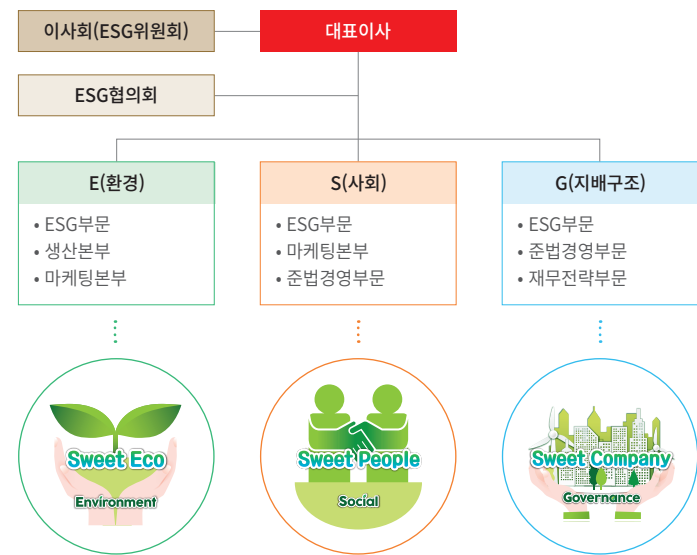 이사회(ESG위원회)
대표이사
ESG협의회
E(환경)
• ESG부문
• 생산본부
• 마케팅본부
S(사회)
• ESG부문
• 마케팅본부
• 준법경영부문
G(지배구조)
• ESG부문
• 준법경영부문
• 재무전략부문
Sweet Eco
Environment
Sweet People
Social
Sweet Company
Governance